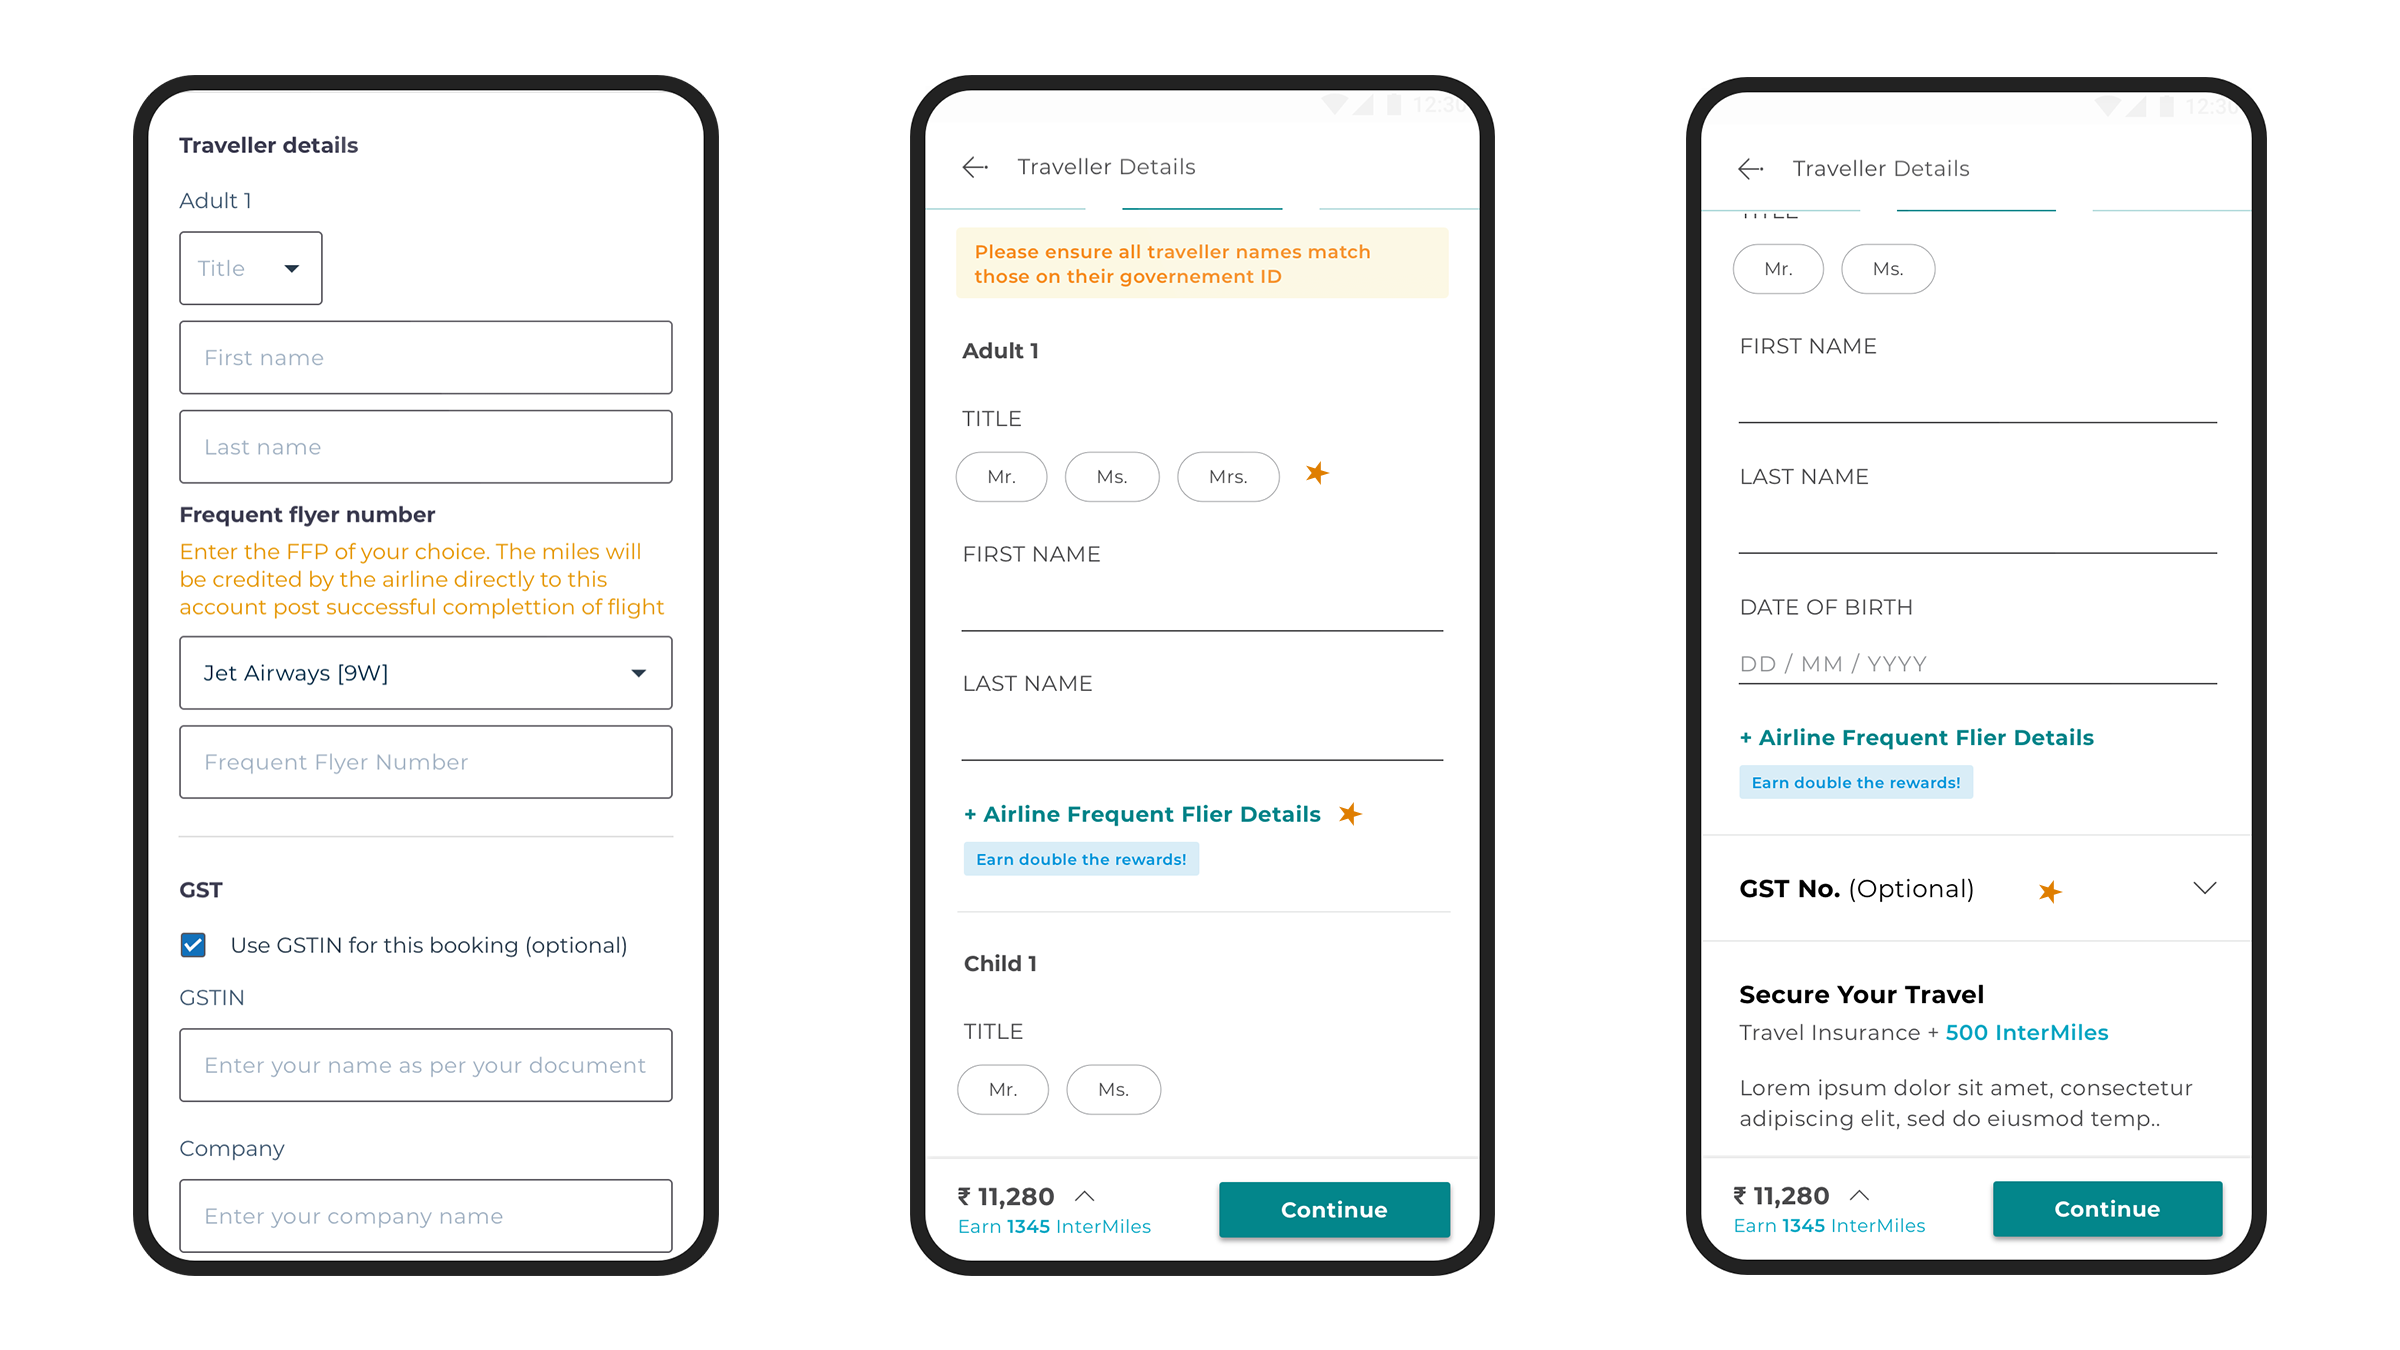 Traveller details
Adult 1
Title
First name
Last name
Frequent flyer number
Enter the FFP of your choice. The miles will
be credited by the airline directly to this
account post successful complettion of flight
Jet Airways [9W]
Frequent Flyer Number
GST
Use GSTIN for this booking (optional)
GSTIN
Enter your name as per your document
Company
Enter your company name
12:30
Traveller Details
Please ensure all traveller names match
those on their governement ID
Adult 1
TITLE
Mr. Ms. Mrs.
FIRST NAME
LAST NAME
+ Airline Frequent Flier Details
Earn double the rewards!
Child 1
TITLE
Mr. Ms.
₹ 11,280
Earn 1345 InterMiles
Continue
12:30
Traveller Details
TITLE
Mr. Ms.
FIRST NAME
LAST NAME
DATE OF BIRTH
DD / MM / YYYY
+ Airline Frequent Flier Details
Earn double the rewards!
GST No. (Optional)
Secure Your Travel
Travel Insurance + 500 InterMiles
Lorem ipsum dolor sit amet, consectetur
adipiscing elit, sed do eiusmod temp..
₹ 11,280
Earn 1345 InterMiles
Continue